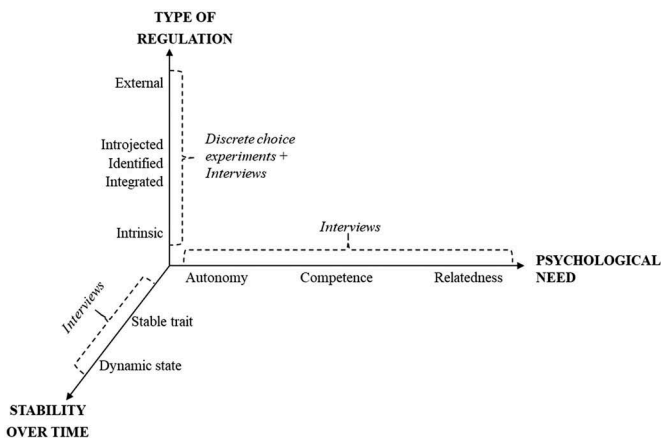 TYPE OF
REGULATION
External
Introjected
Identified
Integrated
Discrete choice
experiments +
Interviews
Intrinsic
Interviews
Autonomy
Competence
Relatedness
PSYCHOLOGICAL
NEED
Interviews
Stable trait
Dynamic state
STABILITY
OVER TIME